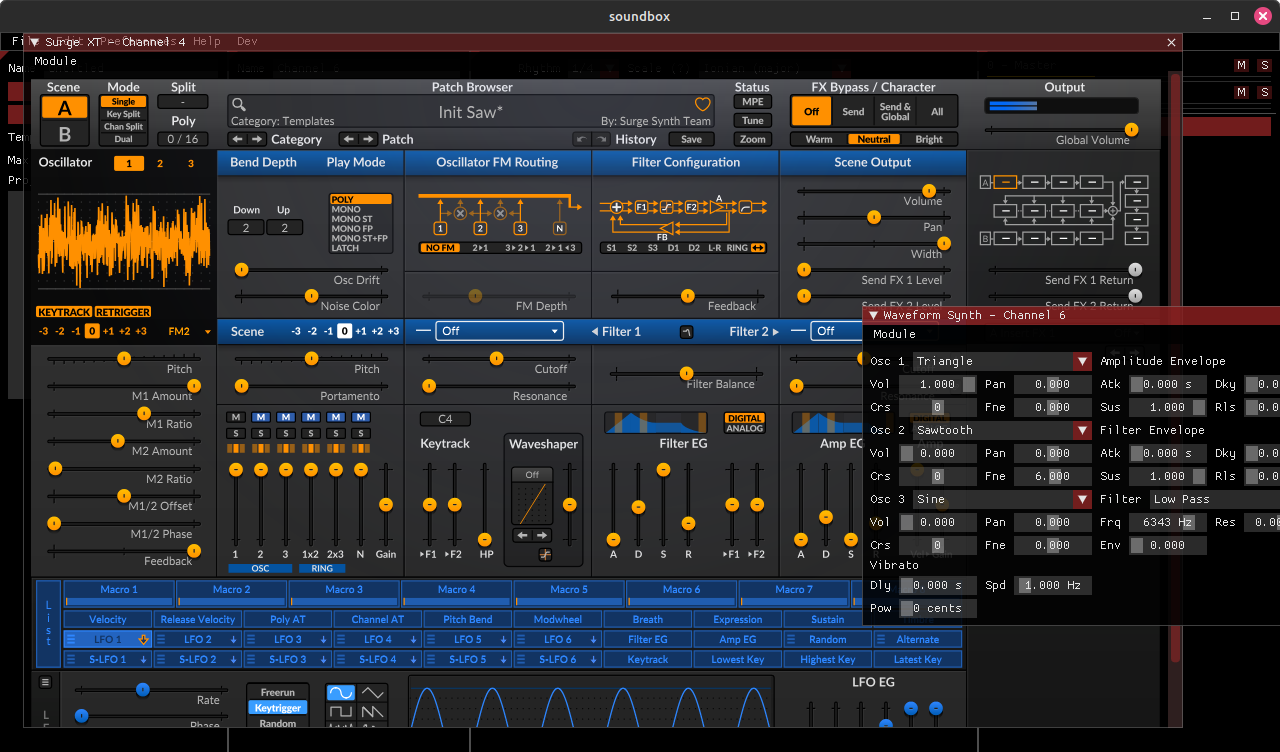 soundbox
Surge XT - Channel 4 Help Dev
Module
Scene Mode Split Patch Browser Status FX Bypass / Character Output
A B
Single
Key Split
Chan Split
Dual
-
Poly
0 / 16
Init Saw*
Category: Templates By: Surge Synth Team
Category Patch History Save
MPE
Tune
Zoom
Off Send Send & Global All
Warm Neutral Bright
Global Volume
M S
M S
Oscillator 1 2 3
Bend Depth Play Mode Oscillator FM Routing Filter Configuration Scene Output
Down Up
2 2
POLY
MONO
MONO ST
MONO FP
MONO ST+FP
LATCH
1 2 3 N
NO FM 2▸1 3▸2▸1 2▸1◂3
F1 F2 A
FB
S1 S2 S3 D1 D2 L-R RING
Volume
Pan
Width
Send FX 1 Level
Send FX 2 Level
A
B
Send FX 1 Return
Send FX 2 Return
Osc Drift
Noise Color
FM Depth
Feedback
KEYTRACK RETRIGGER
-3 -2 -1 0 +1 +2 +3 FM2
Scene -3 -2 -1 0 +1 +2 +3
Off
Filter 1 Filter 2
Off
Pitch
M1 Amount
M1 Ratio
M2 Amount
M2 Ratio
M1/2 Offset
M1/2 Phase
Feedback
Pitch
Portamento
Cutoff
Resonance
Filter Balance
M M M M M M
S S S S S S
1 2 3 1x2 2x3 N Gain
OSC RING
C4
Keytrack
Waveshaper
Off
▸F1 ▸F2 HP
DIGITAL
ANALOG
Filter EG
A D S R ▸F1 ▸F2
Amp EG
A D S
Waveform Synth - Channel 6
Module
Osc 1 Triangle Amplitude Envelope
Vol 1.000 Pan 0.000 Atk 0.000 s Dky
Crs 0 Fne 0.000 Sus 1.000 Rls
Osc 2 Sawtooth Filter Envelope
Vol 0.000 Pan 0.000 Atk 0.000 s Dky
Crs 0 Fne 6.000 Sus 1.000 Rls
Osc 3 Sine Filter Low Pass
Vol 0.000 Pan 0.000 Frq 6343 Hz Res
Crs 0 Fne 0.000 Env 0.000
Vibrato
Dly 0.000 s Spd 1.000 Hz
Pow 0 cents
List
Macro 1 Macro 2 Macro 3 Macro 4 Macro 5 Macro 6 Macro 7
Velocity Release Velocity Poly AT Channel AT Pitch Bend Modwheel Breath Expression Sustain
LFO 1 LFO 2 LFO 3 LFO 4 LFO 5 LFO 6 Filter EG Amp EG Random Alternate
S-LFO 1 S-LFO 2 S-LFO 3 S-LFO 4 S-LFO 5 S-LFO 6 Keytrack Lowest Key Highest Key Latest Key
Rate
Phase
Freerun
Keytrigger
Random
LFO EG